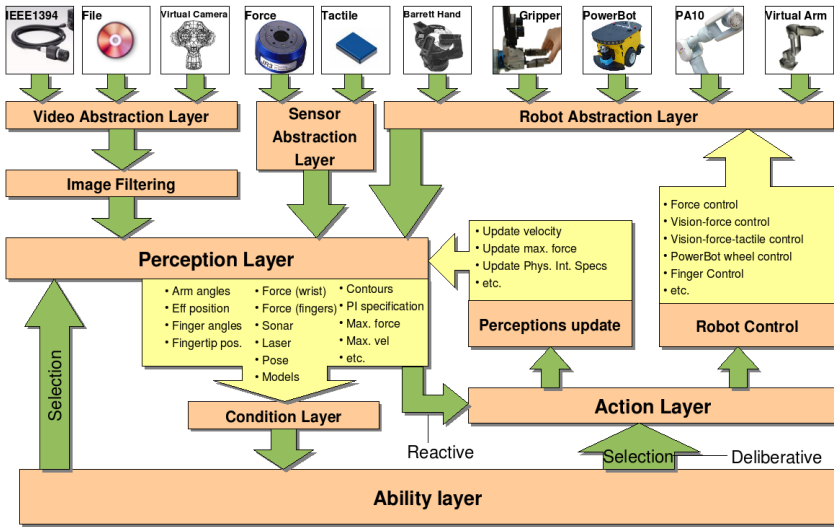 IEEE1394
File
Virtual Camera
Force
Tactile
Barrett Hand
Gripper
PowerBot
PA10
Virtual Arm
Video Abstraction Layer
Sensor
Abstraction
Layer
Robot Abstraction Layer
Image Filtering
• Force control
• Vision-force control
• Vision-force-tactile control
• PowerBot wheel control
• Finger Control
• etc.
Robot Control
• Update velocity
• Update max. force
• Update Phys. Int. Specs
• etc.
Perceptions update
Perception Layer
• Arm angles
• Eff position
• Finger angles
• Fingertip pos.
• Force (wrist)
• Force (fingers)
• Sonar
• Laser
• Pose
• Models
• Contours
• PI specification
• Max. force
• Max. vel
• etc.
Selection
Condition Layer
Action Layer
Reactive
Selection
Deliberative
Ability layer